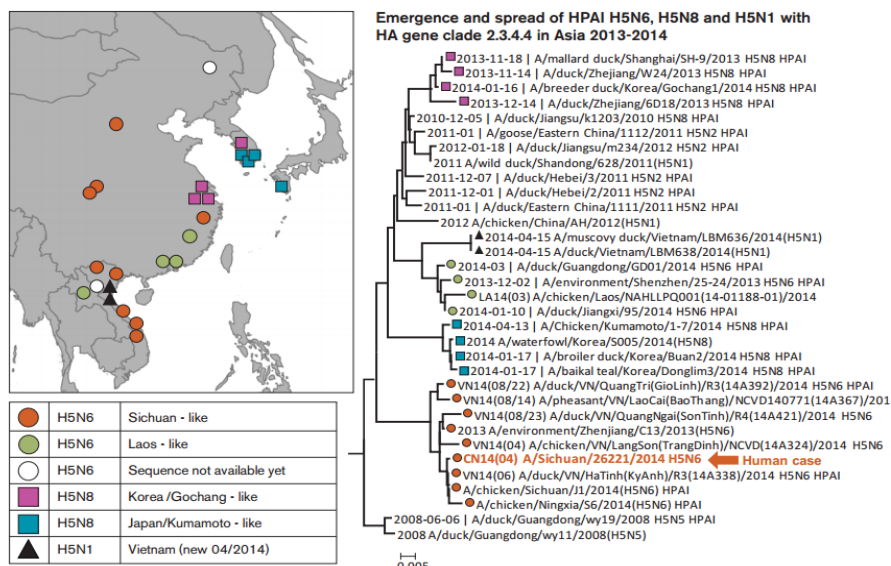 Emergence and spread of HPAI H5N6, H5N8 and H5N1 with
HA gene clade 2.3.4.4 in Asia 2013-2014
2013-11-18 | A/mallard duck/Shanghai/SH-9/2013 H5N8 HPAI
2013-11-14 | A/duck/Zhejiang/W24/2013 H5N8 HPAI
2014-01-16 | A/breeder duck/Korea/Gochang1/2014 H5N8 HPAI
2013-12-14 | A/duck/Zhejiang/6D18/2013 H5N8 HPAI
2010-12-05 | A/duck/Jiangsu/k1203/2010 H5N8 HPAI
2011-01 | A/goose/Eastern China/1112/2011 H5N2 HPAI
2012-01-18 | A/duck/Jiangsu/m234/2012 H5N2 HPAI
2011 A/wild duck/Shandong/628/2011(H5N1)
2011-12-07 | A/duck/Hebei/3/2011 H5N2 HPAI
2011-12-01 | A/duck/Hebei/2/2011 H5N2 HPAI
2011-01 | A/duck/Eastern China/1111/2011 H5N2 HPAI
2012 A/chicken/China/AH/2012(H5N1)
2014-04-15 A/muscovy duck/Vietnam/LBM636/2014(H5N1)
2014-04-15 A/duck/Vietnam/LBM638/2014(H5N1)
2014-03 | A/duck/Guangdong/GD01/2014 H5N6 HPAI
2013-12-02 | A/environment/Shenzhen/25-24/2013 H5N6 HPAI
LA14(03) A/chicken/Laos/NAHLLPQ001(14-01188-01)/2014
2014-01-10 | A/duck/Jiangxi/95/2014 H5N6 HPAI
2014-04-13 | A/Chicken/Kumamoto/1-7/2014 H5N8 HPAI
2014 A/waterfowl/Korea/S005/2014(H5N8)
2014-01-17 | A/broiler duck/Korea/Buan2/2014 H5N8 HPAI
2014-01-17 | A/baikal teal/Korea/Donglim3/2014 H5N8 HPAI
VN14(08/22) A/duck/VN/QuangTri(GioLinh)/R3(14A392)/2014 H5N6 HPAI
VN14(08/14) A/pheasant/VN/LaoCai(BaoThang)/NCVD140771(14A367)/201
VN14(08/23) A/duck/VN/QuangNgai(SonTinh)/R4(14A421)/2014 H5N6
2013 A/environment/Zhenjiang/C13/2013(H5N6)
VN14(04) A/chicken/VN/LangSon(TrangDinh)/NCVD(14A324)/2014 H5N6
CN14(04) A/Sichuan/26221/2014 H5N6 Human case
VN14(06) A/duck/VN/HaTinh(KyAnh)/R3(14A338)/2014 H5N6 HPAI
A/chicken/Sichuan/J1/2014(H5N6) HPAI
A/chicken/Ningxia/S6/2014(H5N6) HPAI
2008-06-06 | A/duck/Guangdong/wy19/2008 H5N5 HPAI
2008 A/duck/Guangdong/wy11/2008(H5N5)
0.005
H5N6 Sichuan - like
H5N6 Laos - like
H5N6 Sequence not available yet
H5N8 Korea /Gochang - like
H5N8 Japan/Kumamoto - like
H5N1 Vietnam (new 04/2014)